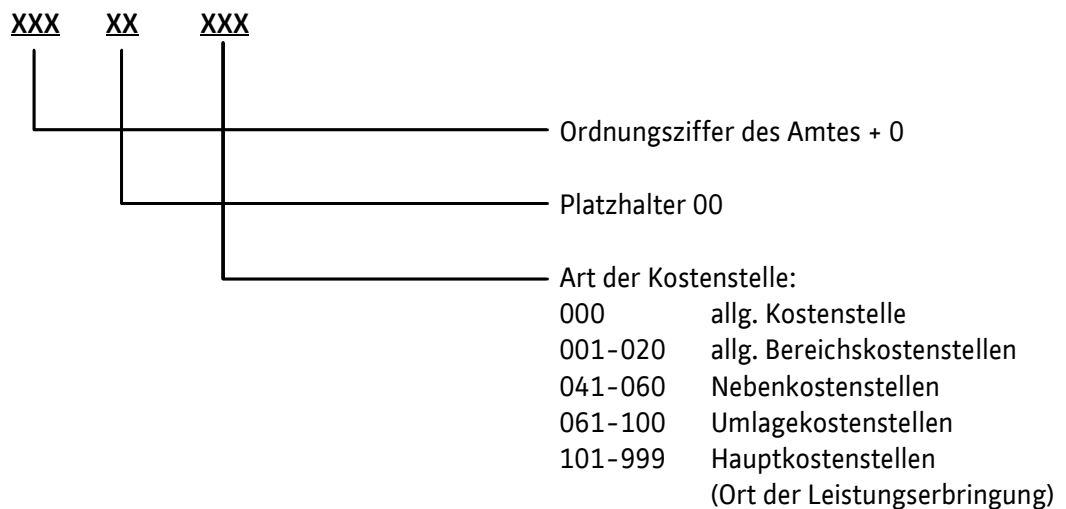 XXX XX XXX
Ordnungsziffer des Amtes + 0
Platzhalter 00
Art der Kostenstelle:
000 allg. Kostenstelle
001-020 allg. Bereichskostenstellen
041-060 Nebenkostenstellen
061-100 Umlagekostenstellen
101-999 Hauptkostenstellen
(Ort der Leistungserbringung)